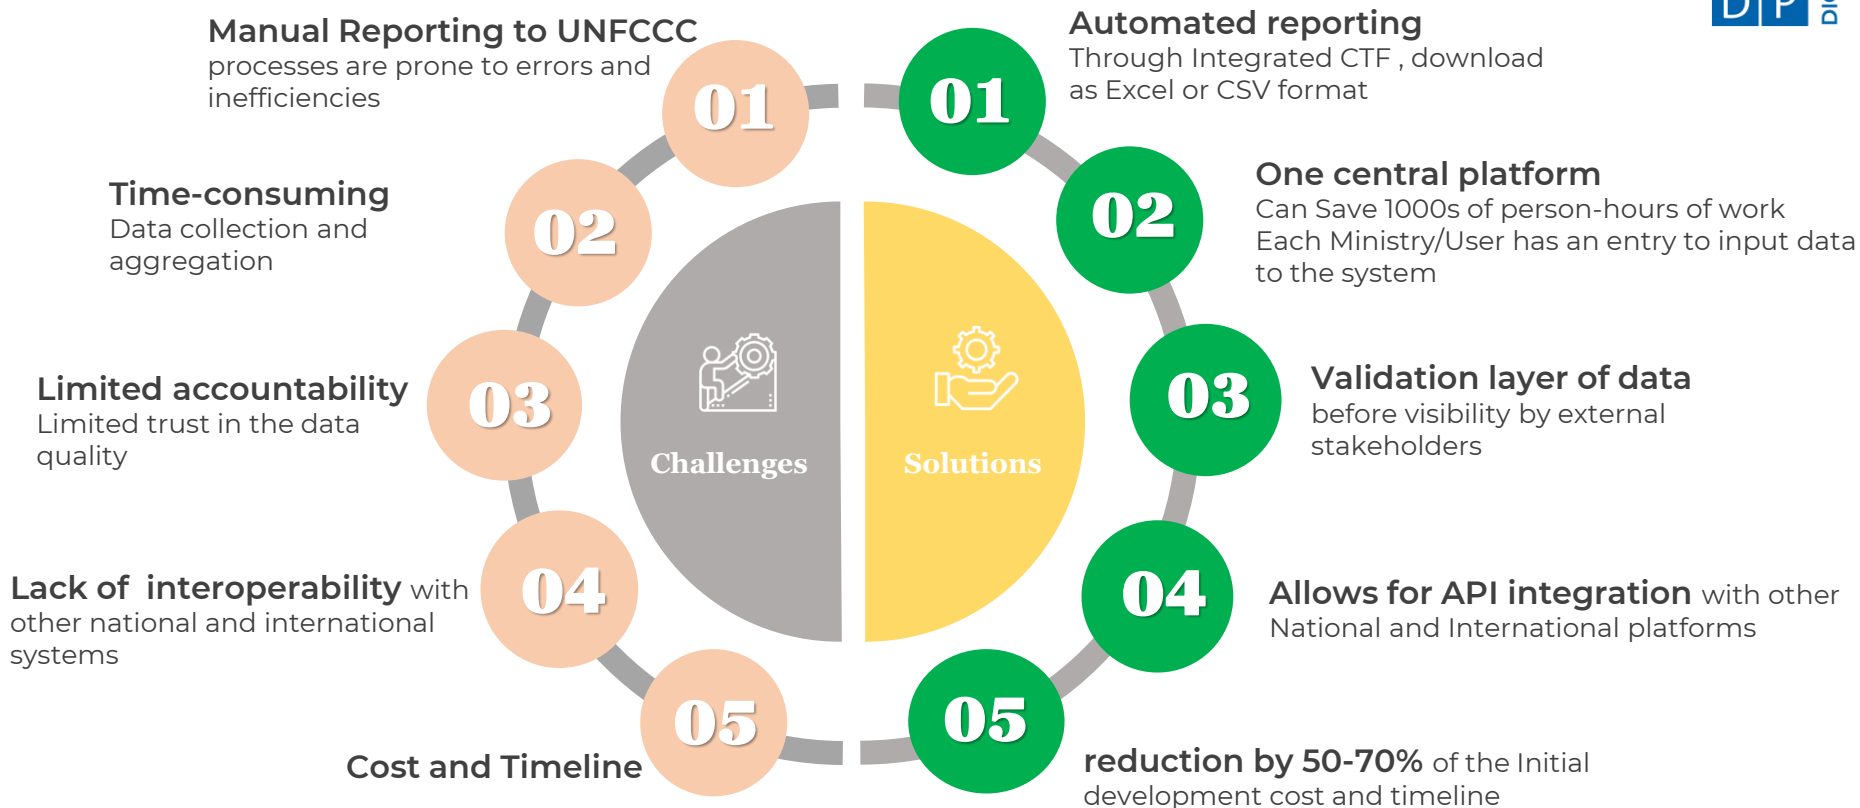 Manual Reporting to UNFCCC
processes are prone to errors and
inefficiencies
01
Time-consuming
Data collection and
aggregation
02
Limited accountability
Limited trust in the data
quality
03
Lack of  interoperability with
other national and international
systems
04
Cost and Timeline
05
Challenges
Solutions
01
Automated reporting
Through Integrated CTF , download
as Excel or CSV format
02
One central platform
Can Save 1000s of person-hours of work
Each Ministry/User has an entry to input data
to the system
03
Validation layer of data
before visibility by external
stakeholders
04
Allows for API integration with other
National and International platforms
05
reduction by 50-70% of the Initial
development cost and timeline
D P